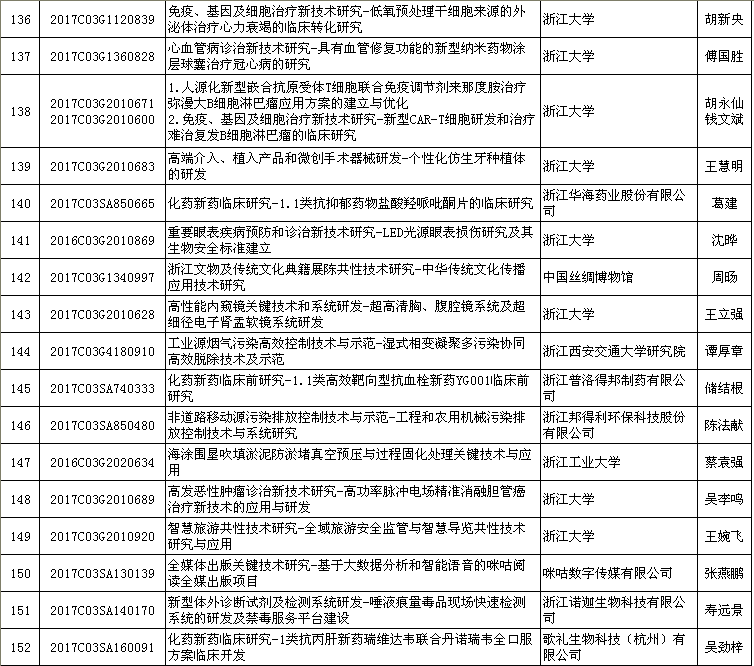 136 2017C03G1120839 免疫、基因及细胞治疗新技术研究-低氧预处理干细胞来源的外 浙江大学 胡新央
泌体治疗心力衰竭的临床转化研究
137 2017C03G1360828 心血管病诊治新技术研究-具有血管修复功能的新型纳米药物涂 浙江大学 傅国胜
层球囊治疗冠心病的研究
1.人源化新型嵌合抗原受体T细胞联合免疫调节剂来那度胺治疗
138 2017C03G2010671 弥漫大B细胞淋巴瘤应用方案的建立与优化 浙江大学 胡永仙
2017C03G2010600 2.免疫、基因及细胞治疗新技术研究-新型CAR-T细胞研发和治疗 钱文斌
难治复发B细胞淋巴瘤的临床研究
139 2017C03G2010683 高端介入、植入产品和微创手术器械研发-个性化仿生牙种植体 浙江大学 王慧明
的研发
140 2017C03SA850665 化药新药临床研究-1.1类抗抑郁药物盐酸羟哌吡酮片的临床研究 浙江华海药业股份有限公 葛建
司
141 2016C03G2010869 重要眼表疾病预防和诊治新技术研究-LED光源眼表损伤研究及其 浙江大学 沈晔
生物安全标准建立
142 2017C03G1340997 浙江文物及传统文化典籍展陈共性技术研究-中华传统文化传播 中国丝绸博物馆 周旸
应用技术研究
143 2017C03G2010628 高性能内窥镜关键技术和系统研发-超高清胸、腹腔镜系统及超 浙江大学 王立强
细径电子肾盂软镜系统研发
144 2017C03G4180910 工业源烟气污染高效控制技术与示范-湿式相变凝聚多污染协同 浙江西安交通大学研究院 谭厚章
高效脱除技术及示范
145 2017C03SA740333 化药新药临床前研究-1.1类高效靶向型抗血栓新药YG001临床前 浙江普洛得邦制药有限公 储结根
研究 司
146 2017C03SA850480 非道路移动源污染排放控制技术与示范-工程和农用机械污染排 浙江邦得利环保科技股份 陈法献
放控制技术与系统研究 有限公司
147 2016C03G2020634 海涂围垦吹填淤泥防淤堵真空预压与过程固化处理关键技术与应 浙江工业大学 蔡袁强
用
148 2017C03G2010689 高发恶性肿瘤诊治新技术研究-高功率脉冲电场精准消融胆管癌 浙江大学 吴李鸣
治疗新技术的应用与研发
149 2017C03G2010920 智慧旅游共性技术研究-全域旅游安全监管与智慧导览共性技术 浙江大学 王婉飞
研究与应用
150 2017C03SA130139 全媒体出版关键技术研究-基于大数据分析和智能语音的咪咕阅 咪咕数字传媒有限公司 张燕鹏
读全媒出版项目
151 2017C03SA140170 新型体外诊断试剂及检测系统研发-唾液痕量毒品现场快速检测 浙江诺迦生物科技有限公 寿远景
系统的研发及禁毒服务平台建设 司
152 2017C03SA160091 化药新药临床研究-1类抗丙肝新药瑞维达韦联合丹诺瑞韦全口服 歌礼生物科技（杭州）有 吴劲梓
方案临床开发 限公司